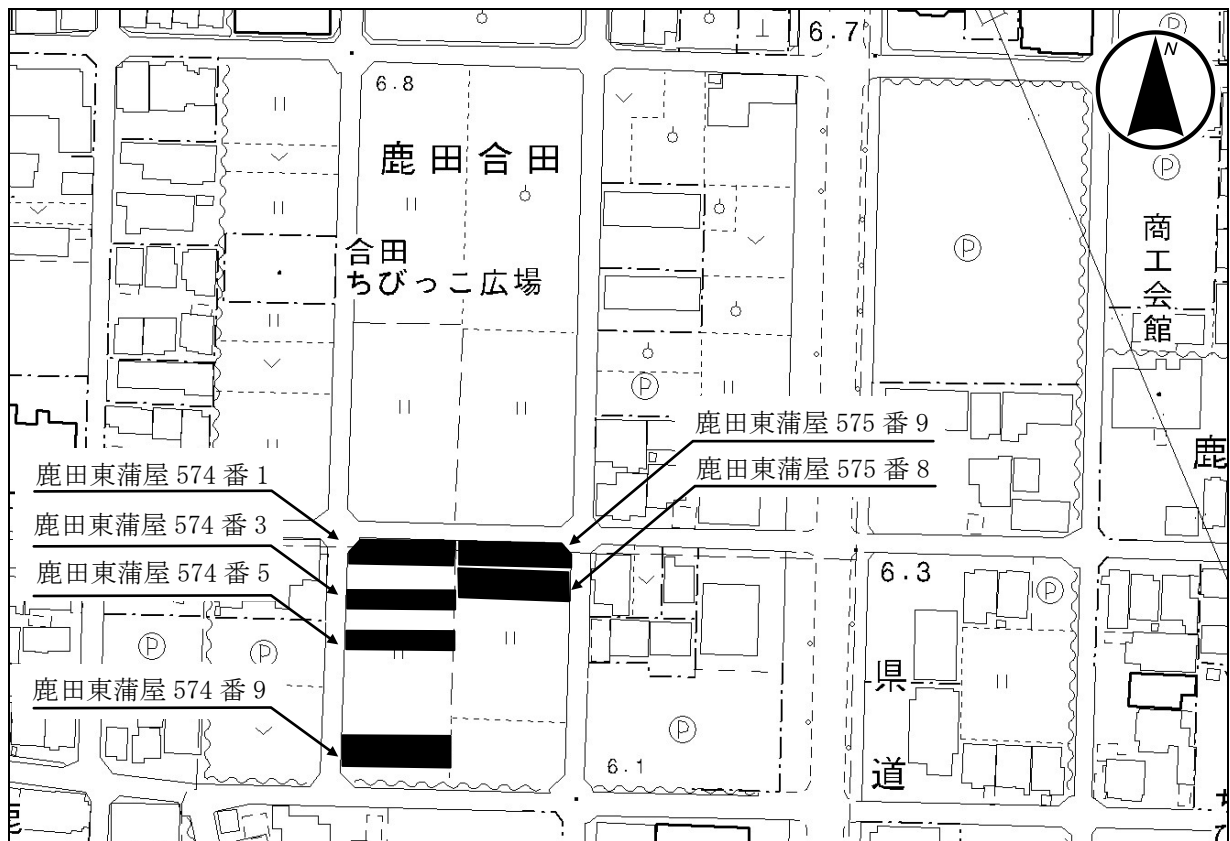 6.7
N
6.8
鹿田合田
P
商工会館
P
合田
ちびっこ広場
P
鹿田東蒲屋 575 番 9
鹿
鹿田東蒲屋 574 番 1
鹿田東蒲屋 575 番 8
鹿田東蒲屋 574 番 3
鹿田東蒲屋 574 番 5
6.3
P
P
P
県道
鹿田東蒲屋 574 番 9
P
6.1